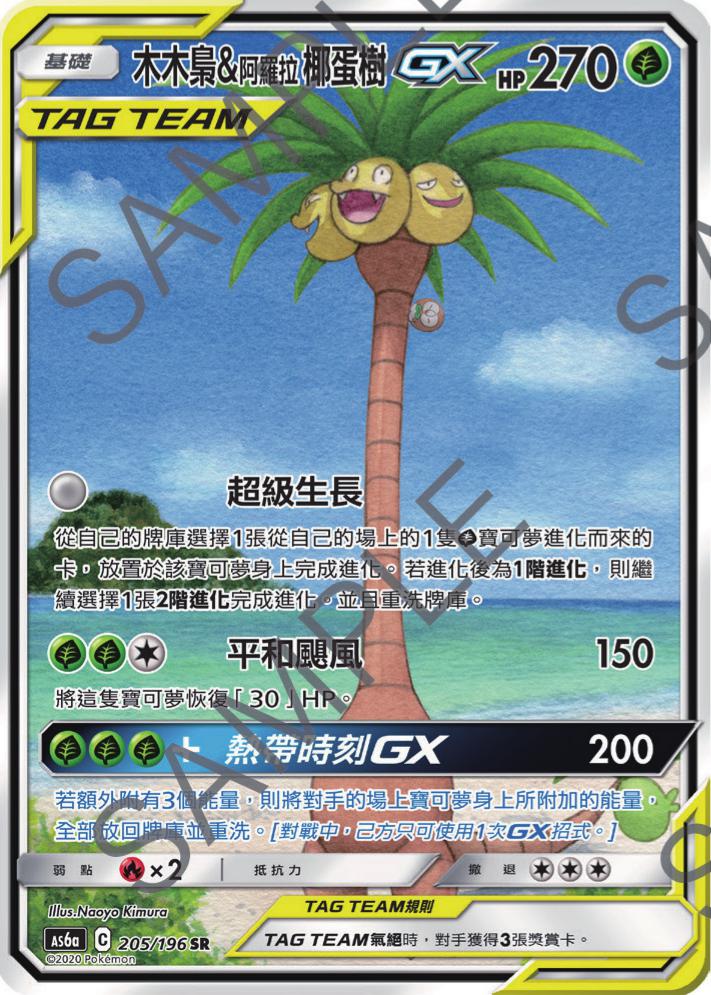 基礎 木木梟&阿羅拉 椰蛋樹 GX HP 270
TAG TEAM
SAMPLE
超級生長
從自己的牌庫選擇1張從自己的場上的1隻寶可夢進化而來的
卡，放置於該寶可夢身上完成進化。若進化後為1階進化，則繼
續選擇1張2階進化完成進化。並且重洗牌庫。
SAMPLE
平和颶風 150
將這隻寶可夢恢復「30」HP。
+ 熱帶時刻GX 200
若額外附有3個能量，則將對手的場上寶可夢身上所附加的能量，
全部放回牌庫並重洗。[對戰中，己方只可使用1次GX招式。]
弱點 ×2 抵抗力 撤退
Illus.Naoyo Kimura
TAG TEAM規則
AS6a C 205/196 SR
TAG TEAM氣絕時，對手獲得3張獎賞卡。
©2020 Pokémon